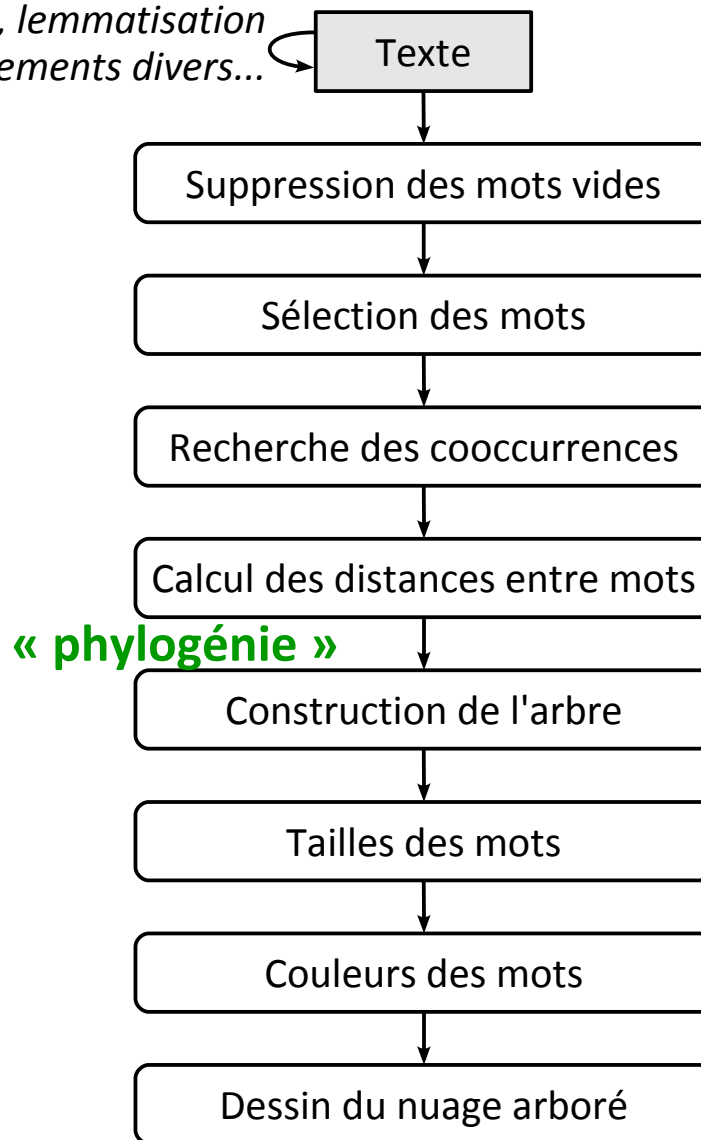 , lemmatisation
ements divers...
Texte
Suppression des mots vides
Sélection des mots
Recherche des cooccurrences
Calcul des distances entre mots
« phylogénie »
Construction de l'arbre
Tailles des mots
Couleurs des mots
Dessin du nuage arboré